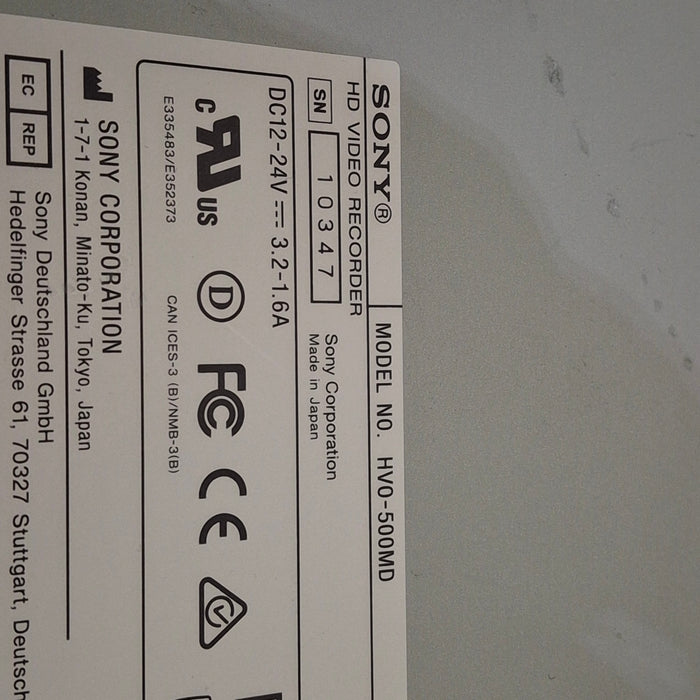 SONY®
MODEL NO. HVO-500MD
HD VIDEO RECORDER
SN 10347
Sony Corporation
Made in Japan
DC12-24V ⎓ 3.2-1.6A
c RU US D FC CE
E335483/E352373
CAN ICES-3 (B)/NMB-3(B)
SONY CORPORATION
1-7-1 Konan, Minato-Ku, Tokyo, Japan
EC REP
Sony Deutschland GmbH
Hedelfinger Strasse 61, 70327 Stuttgart, Deutsch